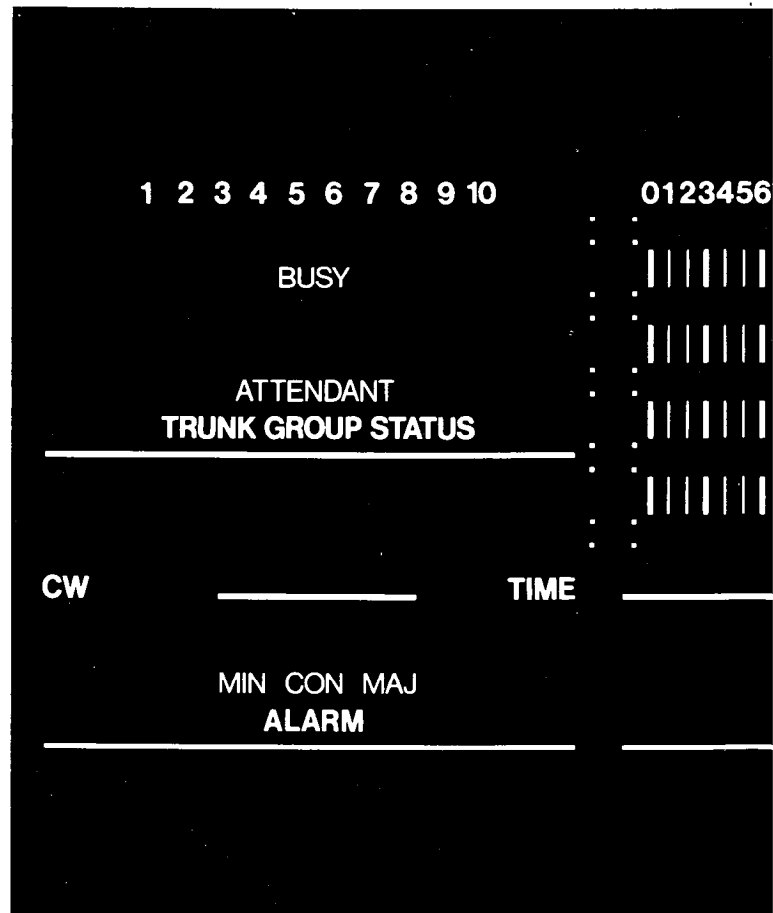 1 2 3 4 5 6 7 8 9 10
0123456
BUSY
ATTENDANT
TRUNK GROUP STATUS
CW
TIME
MIN CON MAJ
ALARM